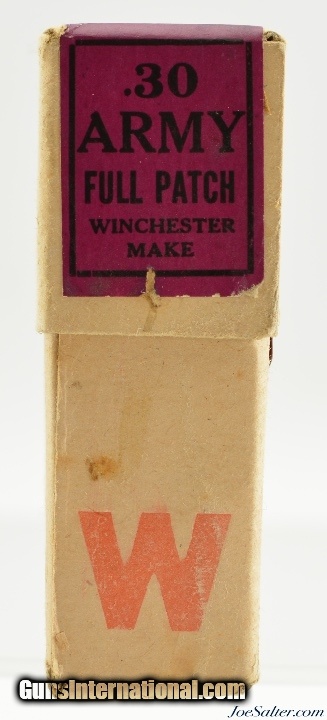 .30
ARMY
FULL PATCH
WINCHESTER
MAKE
W
GunsInternational.com
JoeSalter.com